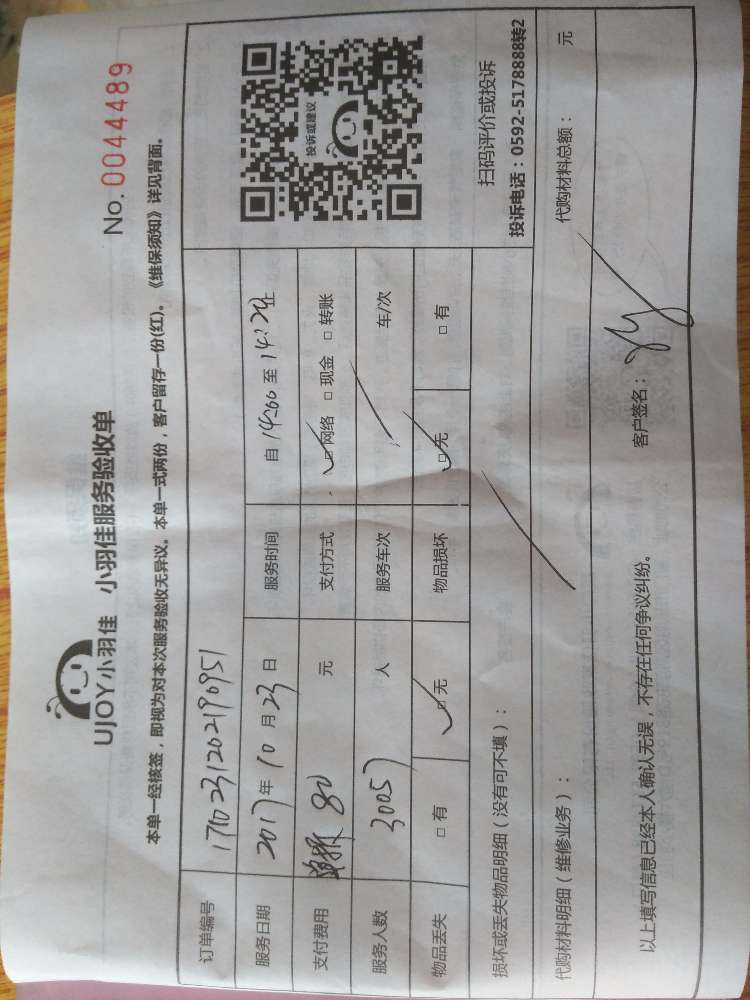 No. 0044489
UJOY小羽佳 小羽佳服务验收单
本单一经核签，即视为对本次服务验收无异议。本单一式两份，客户留存一份(红)。《维保须知》详见背面。
订单编号
服务日期 2017年10月23日 服务时间 自14:00至14:20
支付费用 80 元 支付方式 □网络 □现金 □转账
服务人数 3005 人 服务车次 车/次
物品丢失 □有 □无 物品损坏 □无 □有
投诉或建议
扫码评价或投诉
投诉电话：0592-5178888转2
损坏或丢失物品明细（没有可不填）：
代购材料明细（维修业务）： 代购材料总额： 元
以上填写信息已经本人确认无误，不存在任何争议纠纷。 客户签名：